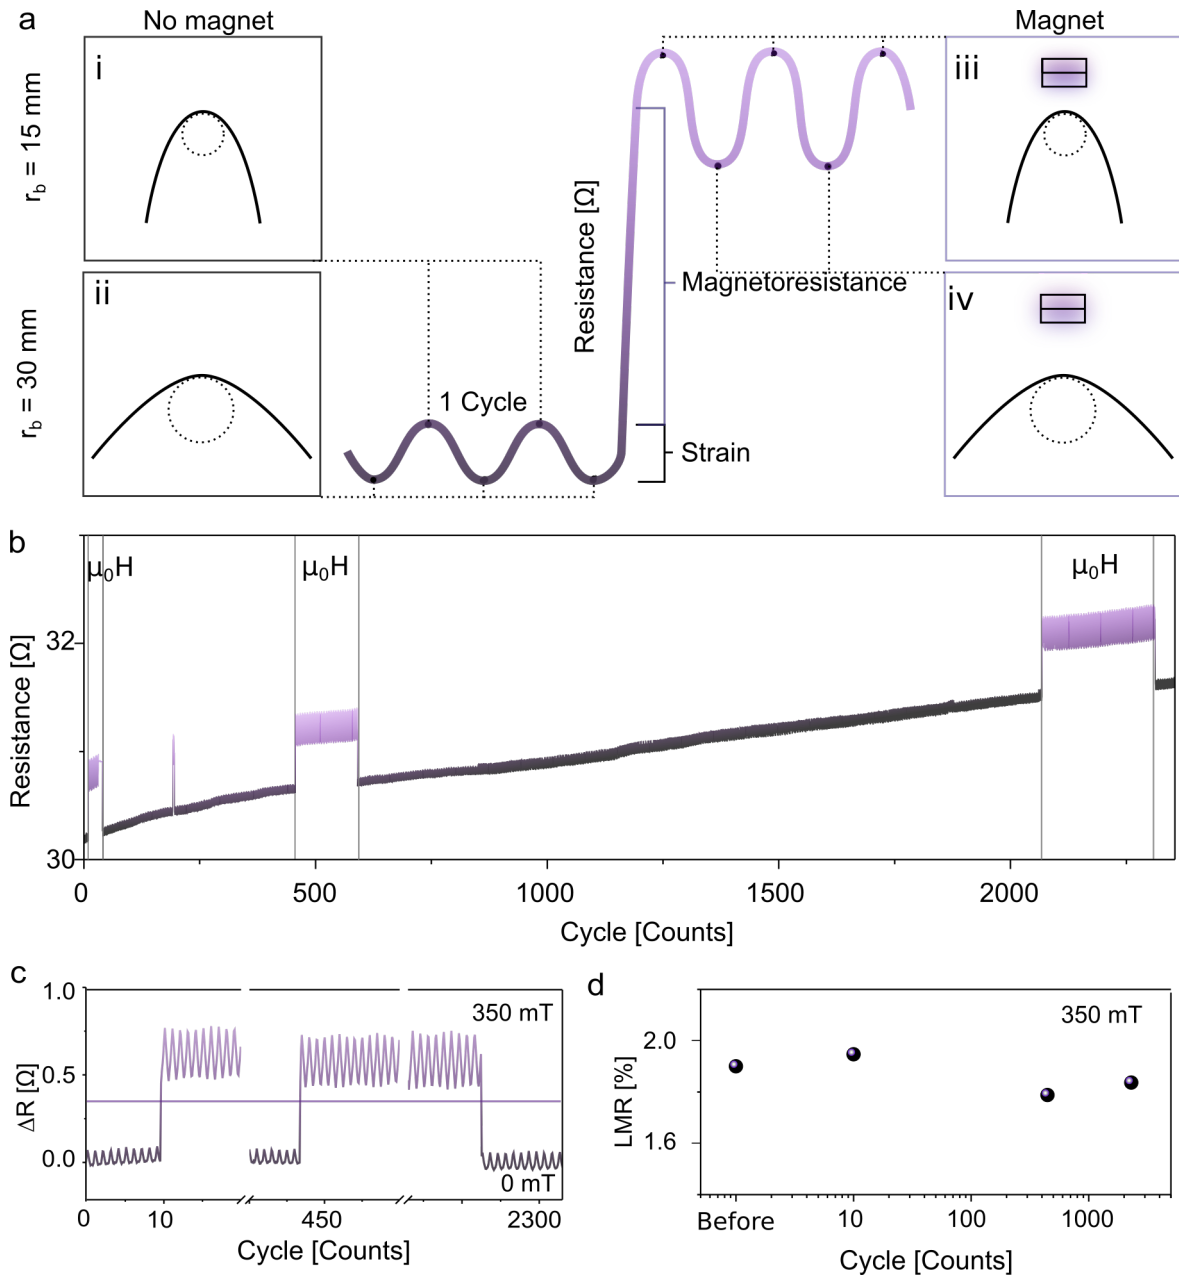 a
No magnet
Magnet
i
iii
r_b = 15 mm
Resistance [Ω]
Magnetoresistance
ii
iv
r_b = 30 mm
1 Cycle
Strain
b
μ₀H
μ₀H
μ₀H
Resistance [Ω]
32
30
0
500
1000
1500
2000
Cycle [Counts]
c
1.0
350 mT
ΔR [Ω]
0.5
0.0
0 mT
0
10
450
2300
Cycle [Counts]
d
350 mT
LMR [%]
2.0
1.6
Before
10
100
1000
Cycle [Counts]